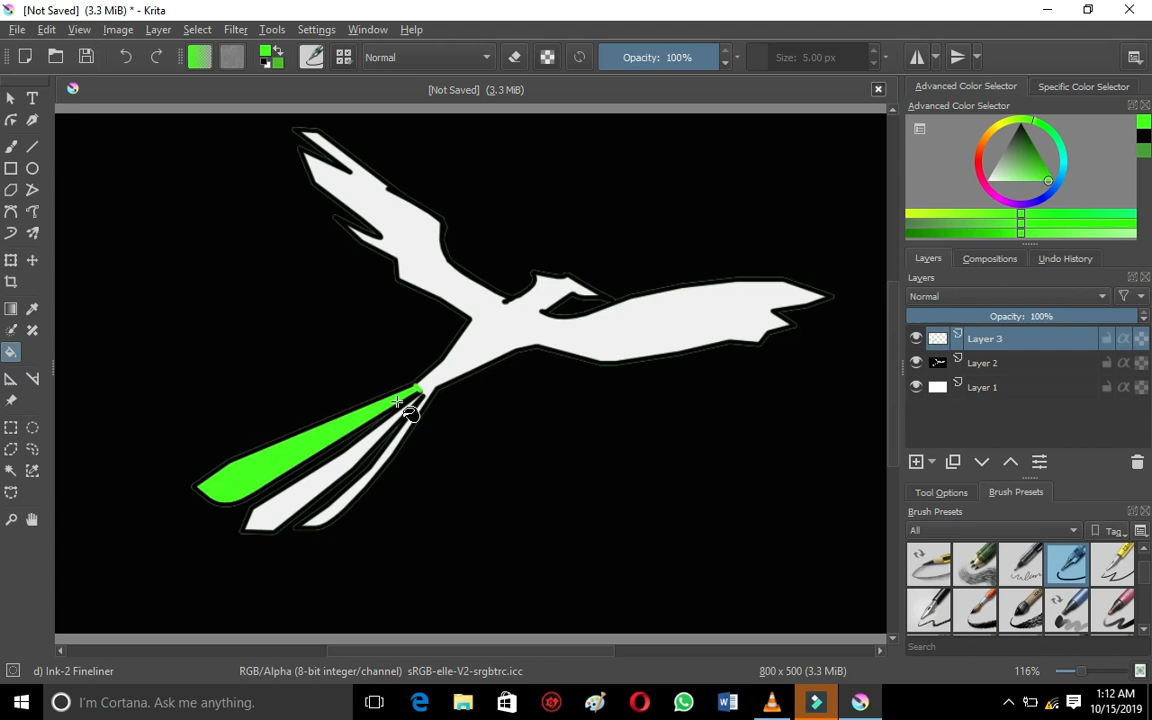 [Not Saved] (3.3 MiB) * - Krita
File Edit View Image Layer Select Filter Tools Settings Window Help
Normal Opacity: 100% Size: 5.00 px
[Not Saved] (3.3 MiB)
Advanced Color Selector Specific Color Selector
Advanced Color Selector
Layers Compositions Undo History
Layers
Normal
Opacity: 100%
Layer 3
Layer 2
Layer 1
Tool Options Brush Presets
Brush Presets
All Tag
Search
d) Ink-2 Fineliner RGB/Alpha (8-bit integer/channel) sRGB-elle-V2-srgbtrc.icc 800 x 500 (3.3 MiB) 116%
I'm Cortana. Ask me anything. 1:12 AM
10/15/2019